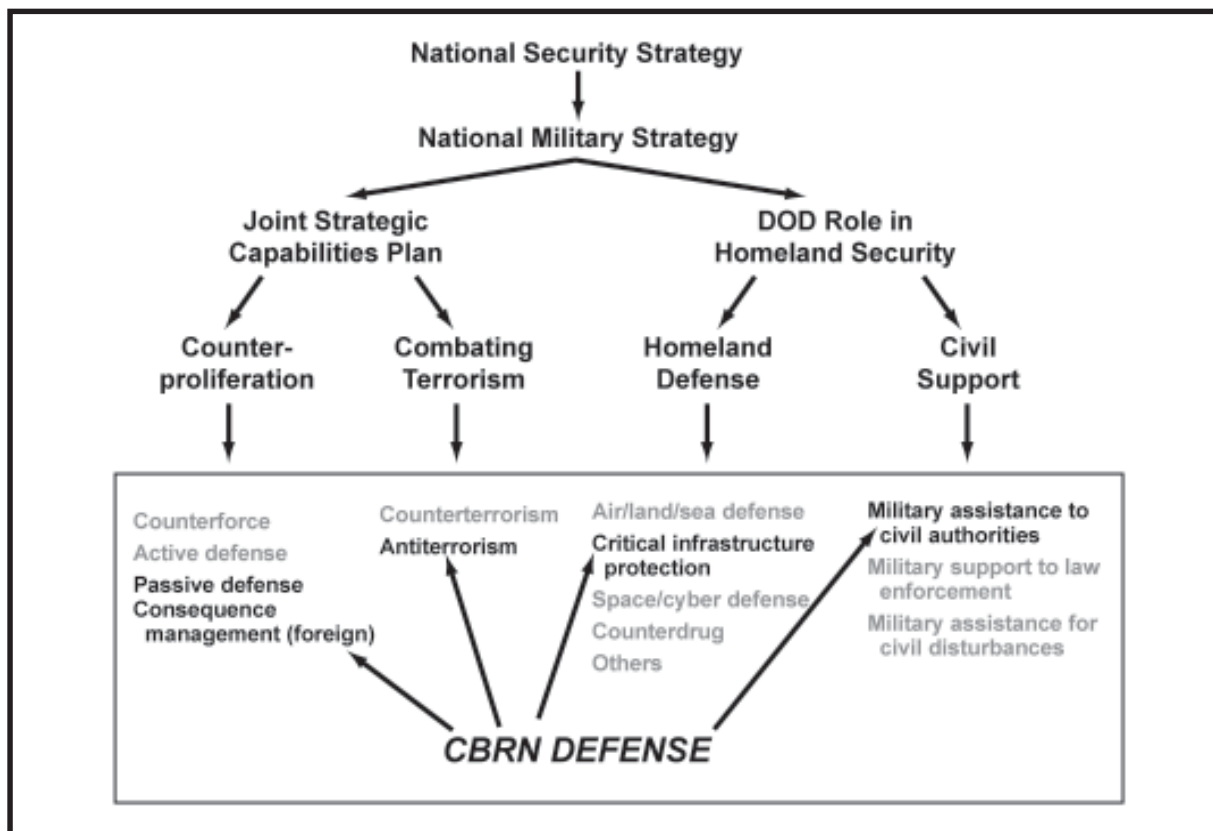 National Security Strategy
National Military Strategy
Joint Strategic
Capabilities Plan
DOD Role in
Homeland Security
Counter-
proliferation
Combating
Terrorism
Homeland
Defense
Civil
Support
Counterforce
Active defense
Passive defense
Consequence
management (foreign)
Counterterrorism
Antiterrorism
Air/land/sea defense
Critical infrastructure
protection
Space/cyber defense
Counterdrug
Others
Military assistance to
civil authorities
Military support to law
enforcement
Military assistance for
civil disturbances
CBRN DEFENSE